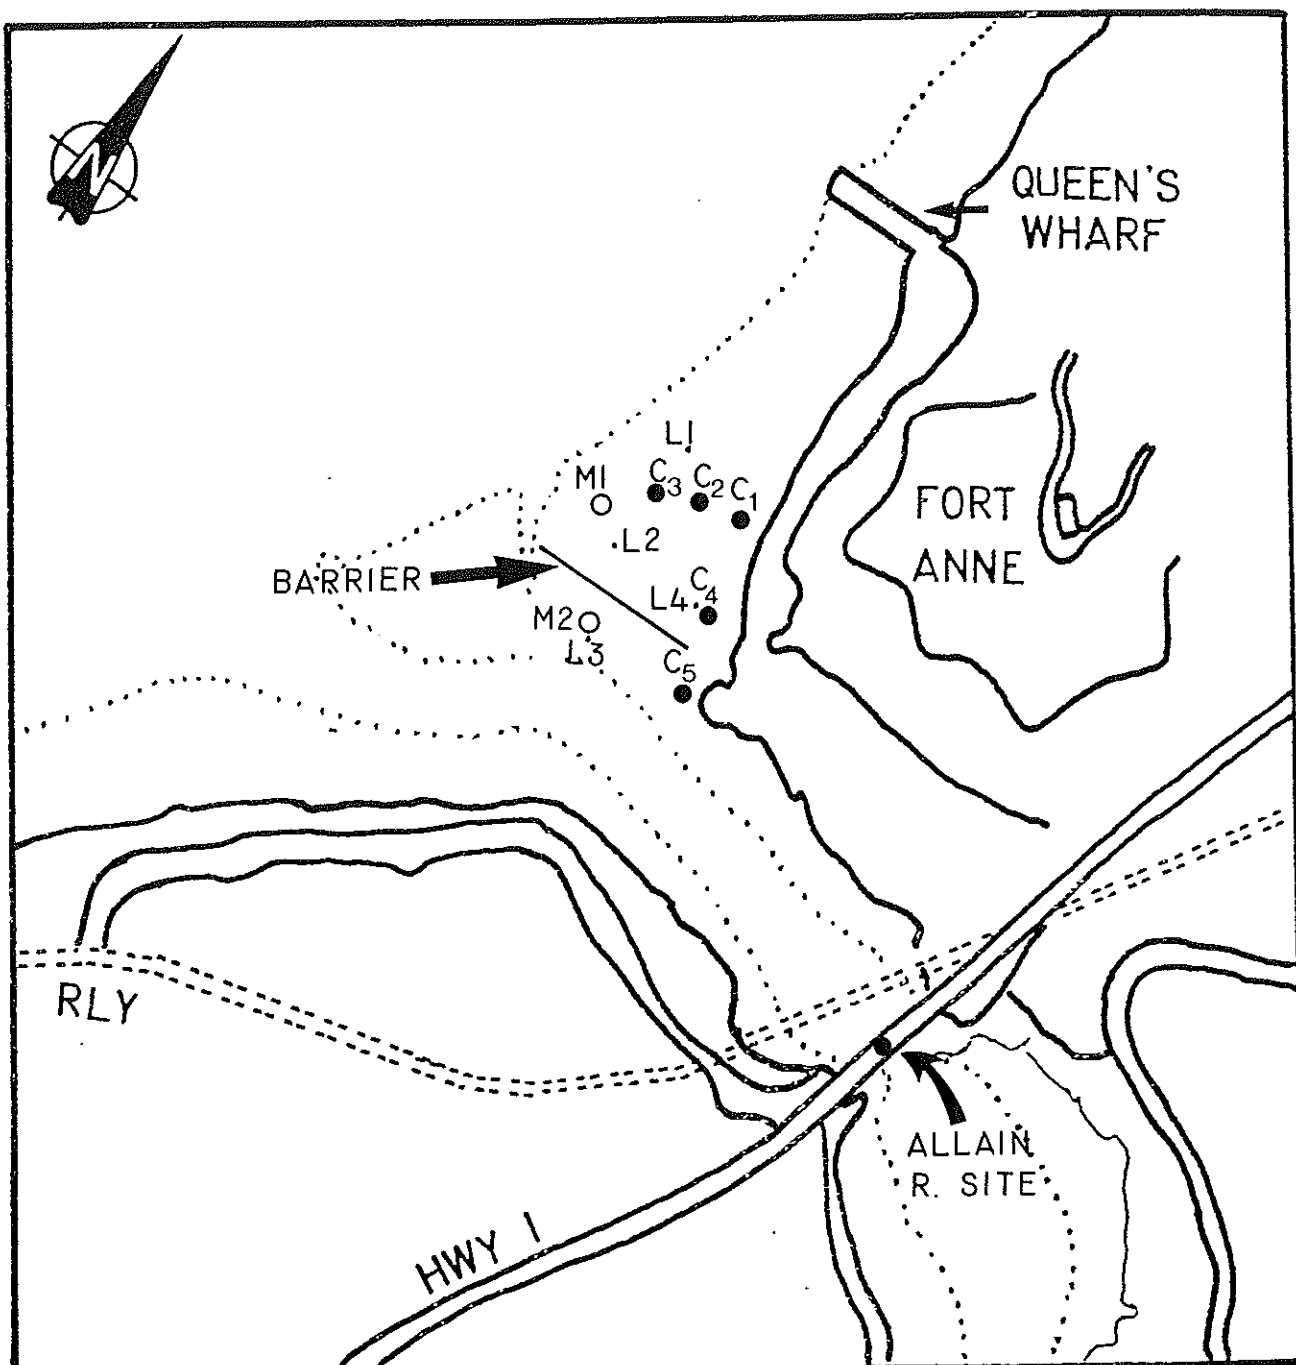 N
QUEEN'S
WHARF
L1
M1
C3
C2
C1
FORT
ANNE
L2
BARRIER
C4
L4
M2
L3
C5
RLY
ALLAIN
R. SITE
HWY 1